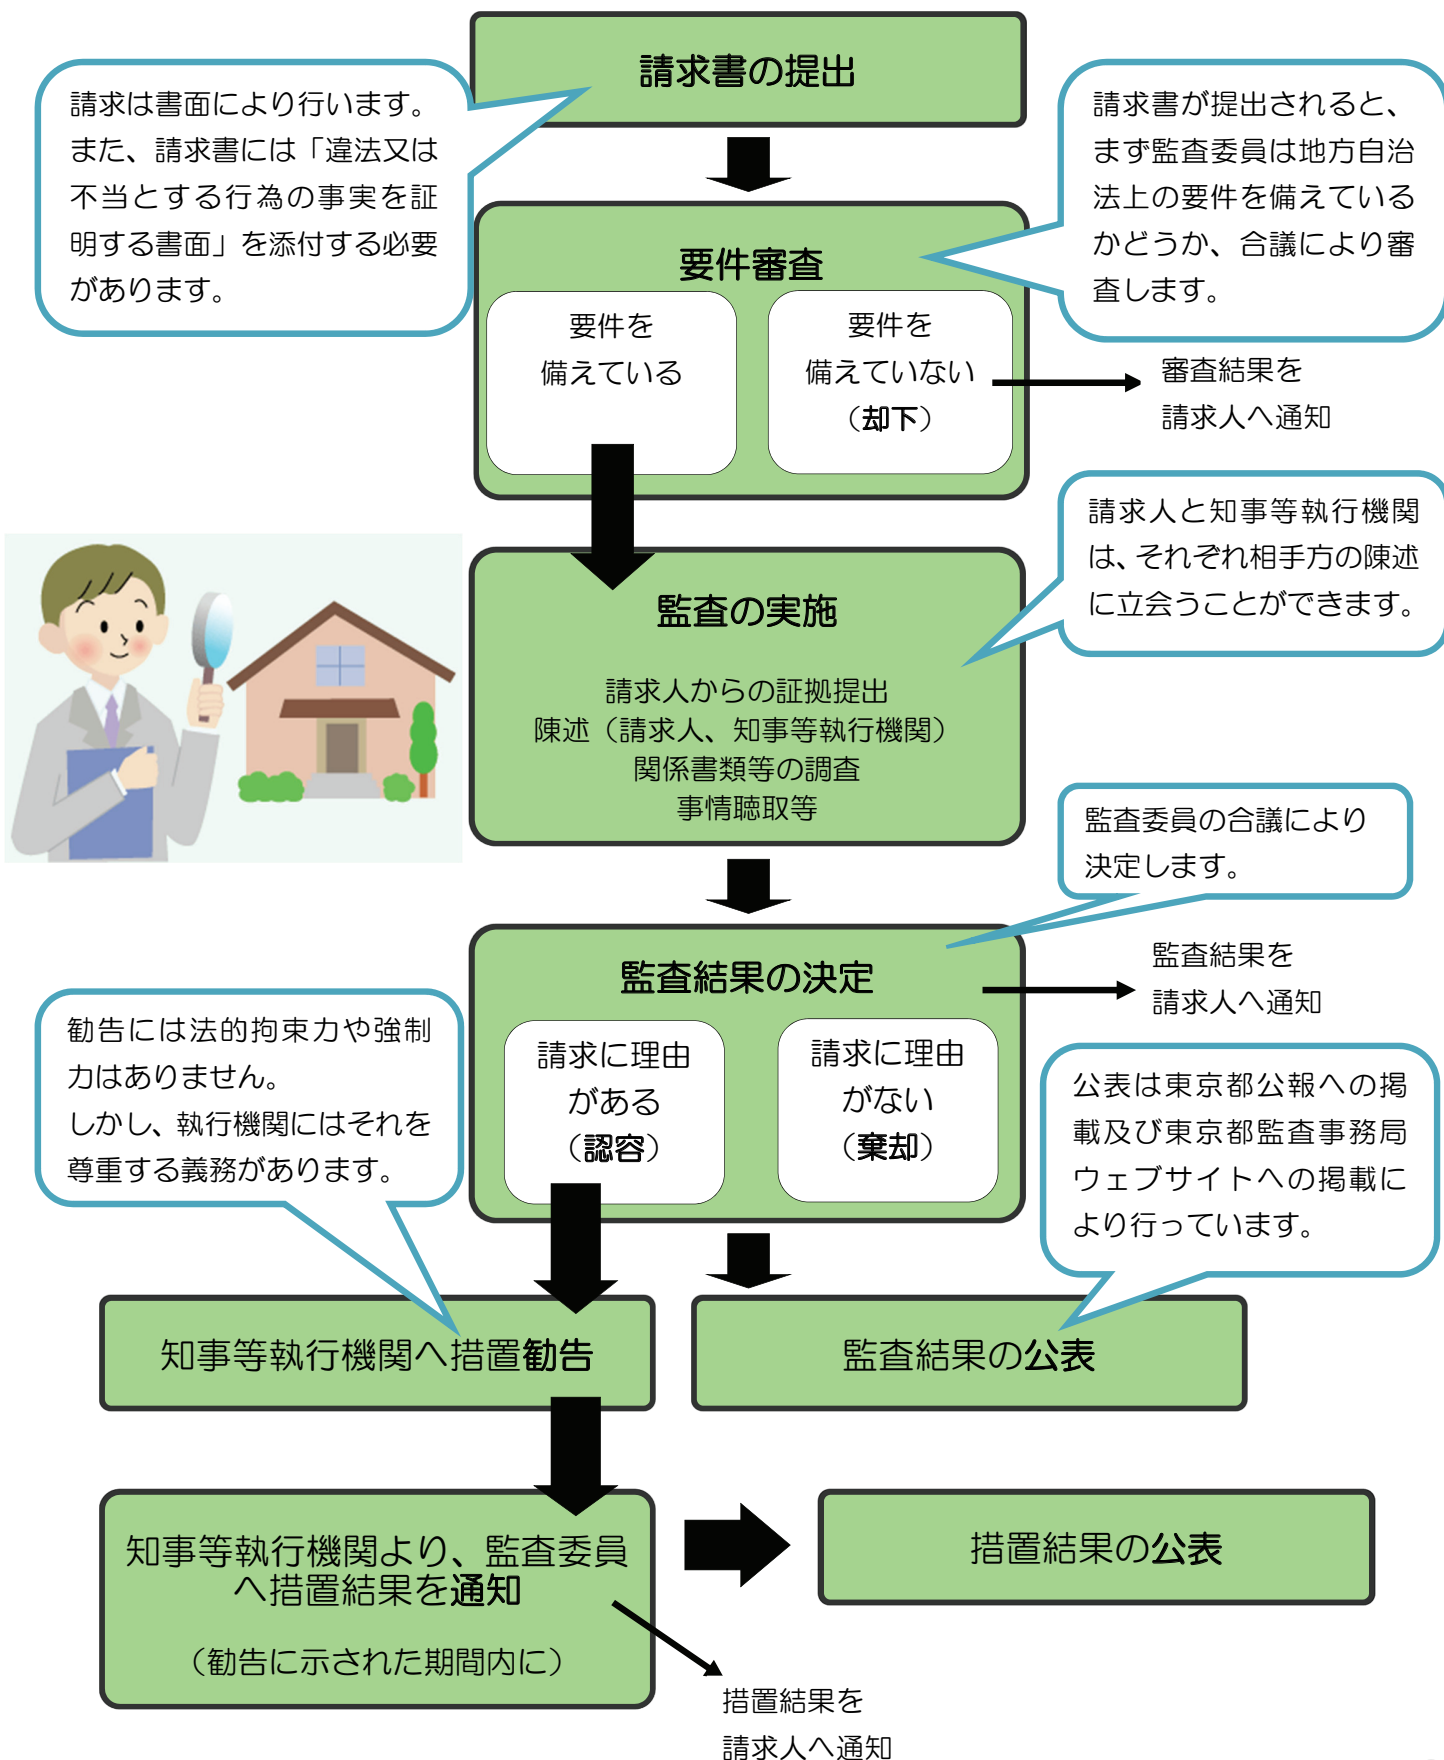 請求書の提出
請求は書面により行います。
また、請求書には「違法又は
不当とする行為の事実を証
明する書面」を添付する必要
があります。
請求書が提出されると、
まず監査委員は地方自治
法上の要件を備えている
かどうか、合議により審
査します。
要件審査
要件を
備えている
要件を
備えていない
（却下）
審査結果を
請求人へ通知
請求人と知事等執行機関
は、それぞれ相手方の陳述
に立会うことができます。
監査の実施
請求人からの証拠提出
陳述（請求人、知事等執行機関）
関係書類等の調査
事情聴取等
監査委員の合議により
決定します。
監査結果の決定
監査結果を
請求人へ通知
請求に理由
がある
（認容）
請求に理由
がない
（棄却）
勧告には法的拘束力や強制
力はありません。
しかし、執行機関にはそれを
尊重する義務があります。
公表は東京都公報への掲
載及び東京都監査事務局
ウェブサイトへの掲載に
より行っています。
知事等執行機関へ措置勧告
監査結果の公表
知事等執行機関より、監査委員
へ措置結果を通知
（勧告に示された期間内に）
措置結果の公表
措置結果を
請求人へ通知